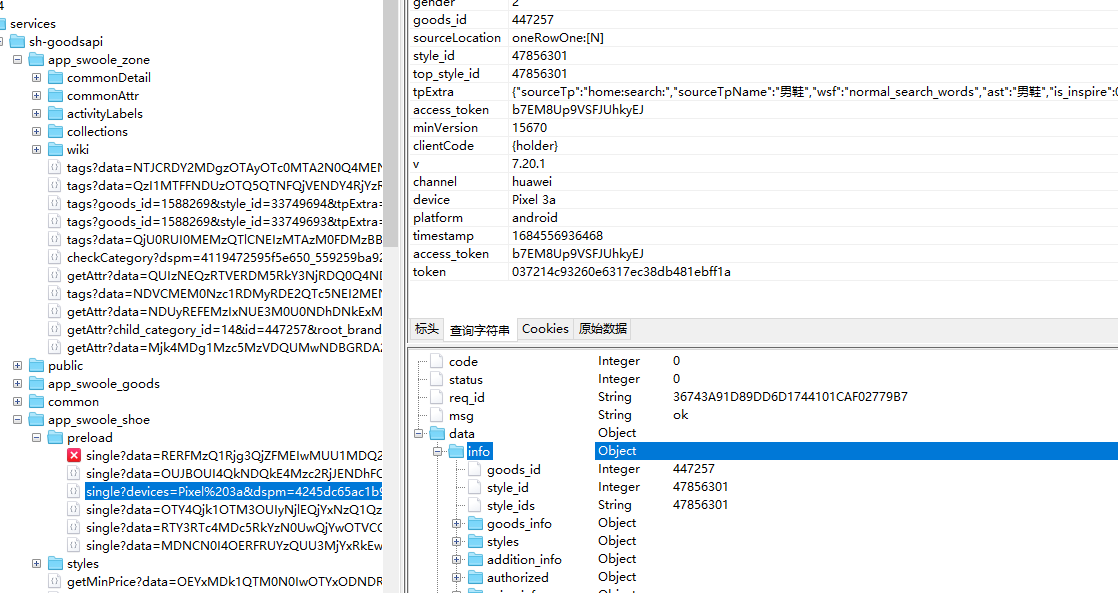 services
sh-goodsapi
app_swoole_zone
commonDetail
commonAttr
activityLabels
collections
wiki
tags?data=NTJCRDY2MDgzOTAyOTc0MTA2N0Q4MEN
tags?data=QzI1MTFFNDUzOTQ5QTNFQjVENDY4RjYzR
tags?goods_id=1588269&style_id=33749694&tpExtra=
tags?goods_id=1588269&style_id=33749693&tpExtra=
tags?data=QjU0RUI0MEMzQTlCNEIzMTAzM0FDMzBB
checkCategory?dspm=4119472595f5e650_559259ba92
getAttr?data=QUIzNEQzRTVERDM5RkY3NjRDQ0Q4ND
tags?data=NDVCMEM0Nzc1RDMyRDE2QTc5NEI2MEN
getAttr?data=NDUyREFEMzIxNUE3M0U0NDhDNkExM
getAttr?child_category_id=14&id=447257&root_brand
getAttr?data=Mjk4MDg1Mzc5MzVDQUMwNDBGRDAZ
public
app_swoole_goods
common
app_swoole_shoe
preload
single?data=RERFMzQ1Rjg3QjZFMEIwMUU1MDQ2
single?data=OUJBOUI4QkNDQkE4Mzc2RjJENDhFC
single?devices=Pixel%203a&dspm=4245dc65ac1b9
single?data=OTY4Qjk1OTM3OUIyNjlEQjYxNzQ1Qz
single?data=RTY3RTc4MDc5RkYzN0UwQjYwOTVCC
single?data=MDNCN0I4OERFRUYzQUU3MjYxRkEw
styles
getMinPrice?data=OEYxMDk1QTM0N0IwOTYxODNDR
gender 2
goods_id 447257
sourceLocation oneRowOne:[N]
style_id 47856301
top_style_id 47856301
tpExtra {"sourceTp":"home:search:","sourceTpName":"男鞋","wsf":"normal_search_words","ast":"男鞋","is_inspire":0
access_token b7EM8Up9VSFJUhkyEJ
minVersion 15670
clientCode {holder}
v 7.20.1
channel huawei
device Pixel 3a
platform android
timestamp 1684556936468
access_token b7EM8Up9VSFJUhkyEJ
token 037214c93260e6317ec38db481ebff1a
标头 查询字符串 Cookies 原始数据
code Integer 0
status Integer 0
req_id String 36743A91D89DD6D1744101CAF02779B7
msg String ok
data Object
info Object
goods_id Integer 447257
style_id Integer 47856301
style_ids String 47856301
goods_info Object
styles Object
addition_info Object
authorized Object